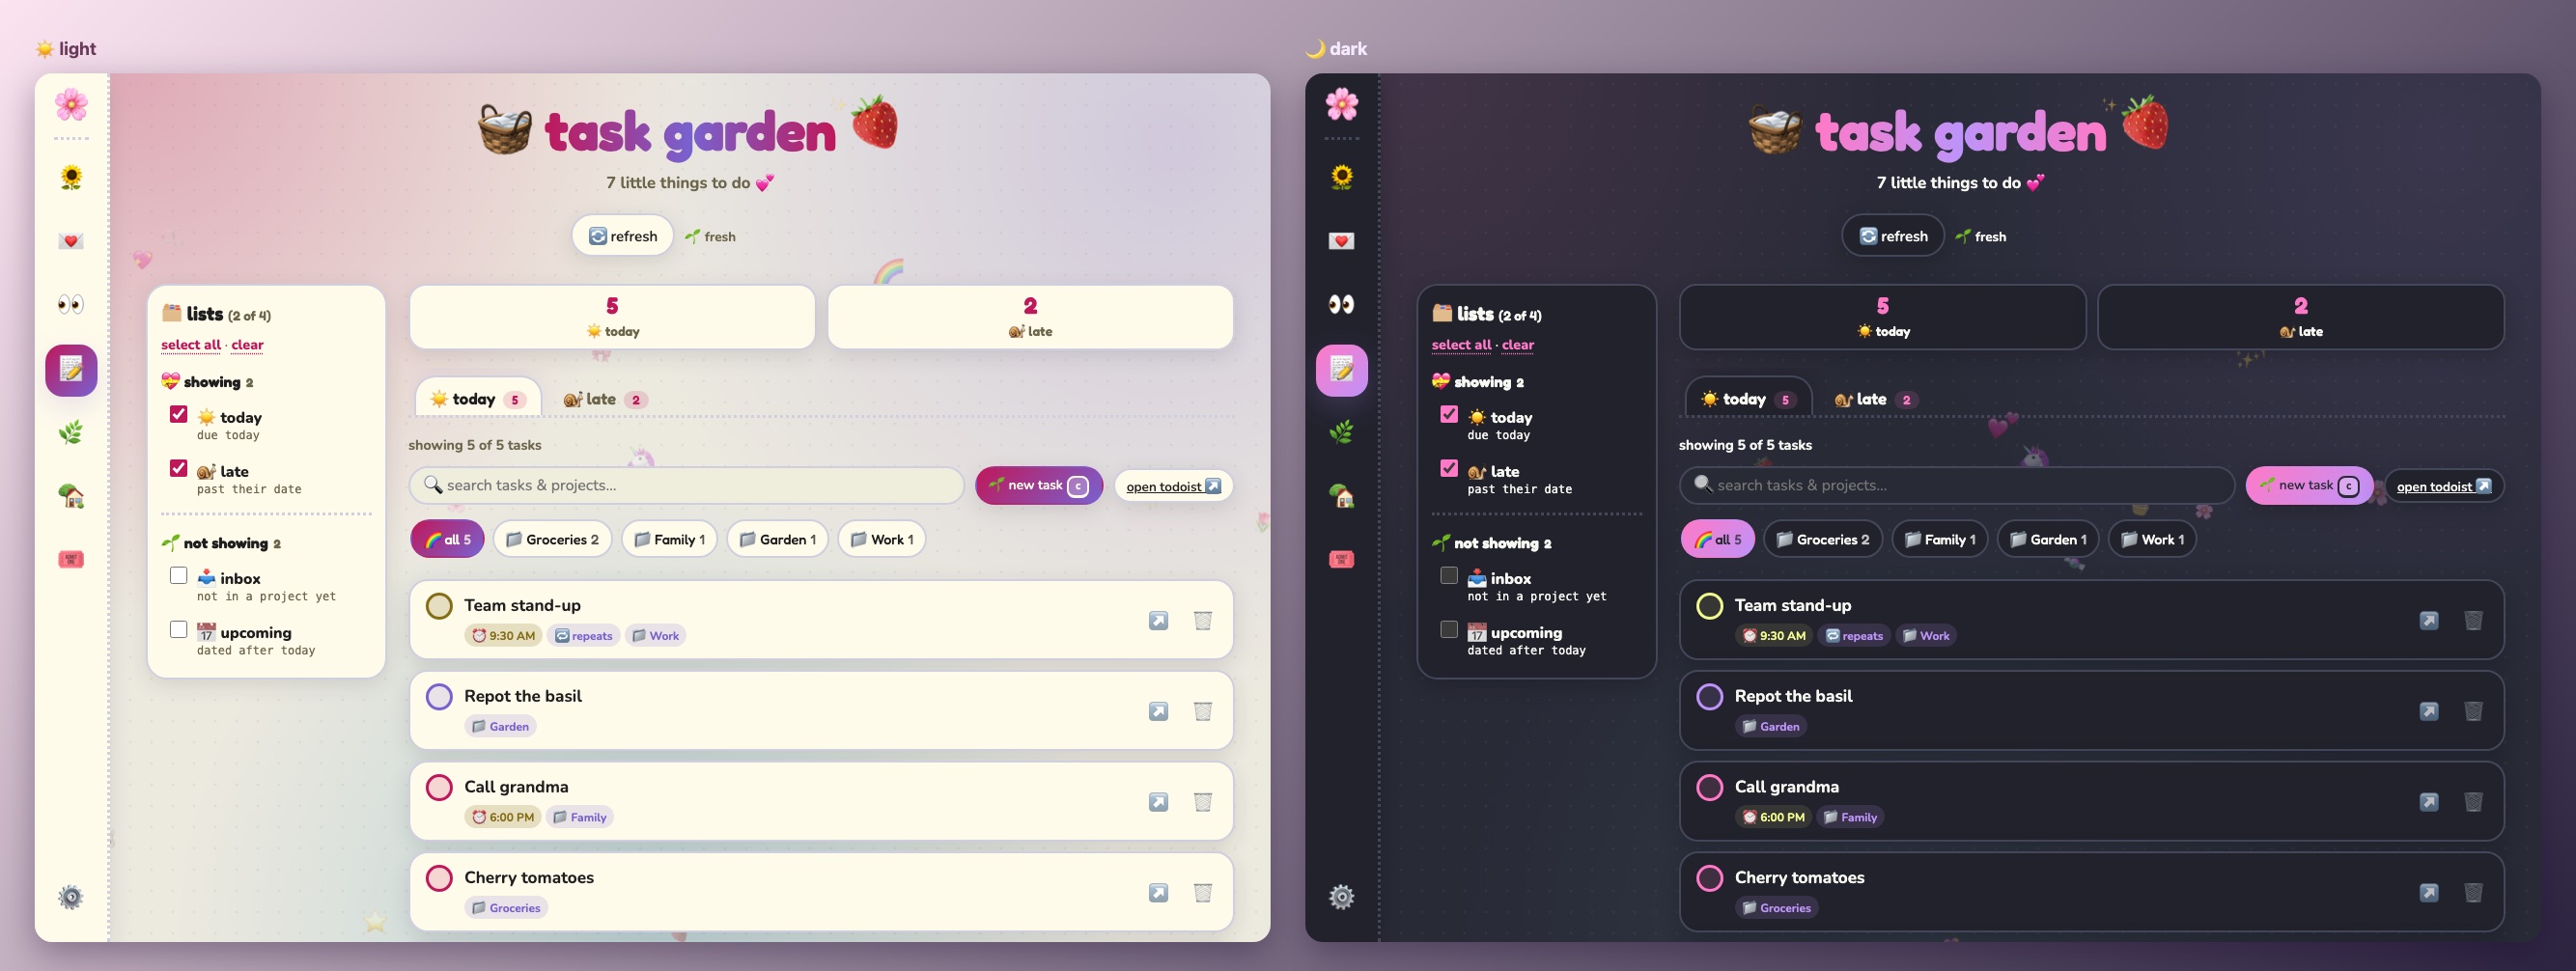 light
task garden
7 little things to do
refresh
fresh
lists (2 of 4)
select all · clear
showing 2
today
due today
late
past their date
not showing 2
inbox
not in a project yet
upcoming
dated after today
5
today
2
late
today 5
late 2
showing 5 of 5 tasks
search tasks & projects...
new task c
open todoist
all 5
Groceries 2
Family 1
Garden 1
Work 1
Team stand-up
9:30 AM
repeats
Work
Repot the basil
Garden
Call grandma
6:00 PM
Family
Cherry tomatoes
Groceries
dark
task garden
7 little things to do
refresh
fresh
lists (2 of 4)
select all · clear
showing 2
today
due today
late
past their date
not showing 2
inbox
not in a project yet
upcoming
dated after today
5
today
2
late
today 5
late 2
showing 5 of 5 tasks
search tasks & projects...
new task c
open todoist
all 5
Groceries 2
Family 1
Garden 1
Work 1
Team stand-up
9:30 AM
repeats
Work
Repot the basil
Garden
Call grandma
6:00 PM
Family
Cherry tomatoes
Groceries